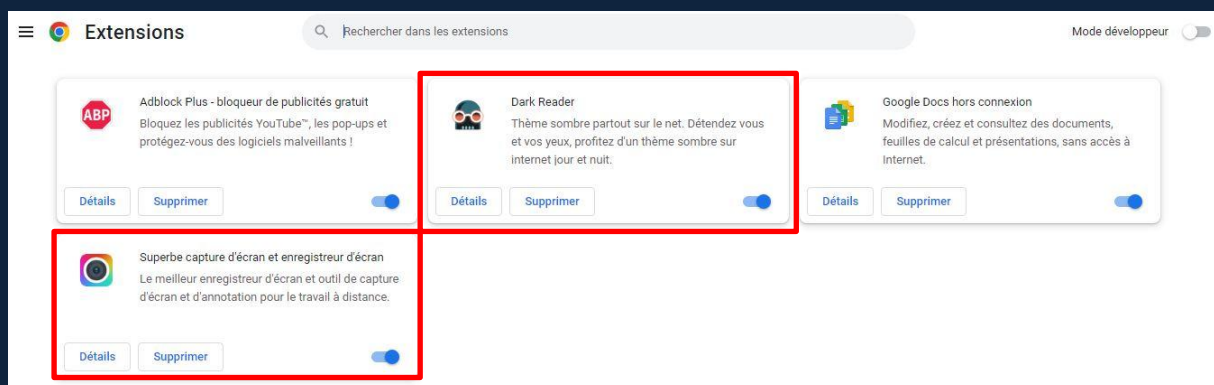 Extensions
Rechercher dans les extensions
Mode développeur
ABP
Adblock Plus - bloqueur de publicités gratuit
Bloquez les publicités YouTube™, les pop-ups et
protégez-vous des logiciels malveillants !
Détails
Supprimer
Dark Reader
Thème sombre partout sur le net. Détendez vous
et vos yeux, profitez d'un thème sombre sur
internet jour et nuit.
Détails
Supprimer
Google Docs hors connexion
Modifiez, créez et consultez des documents,
feuilles de calcul et présentations, sans accès à
Internet.
Détails
Supprimer
Superbe capture d'écran et enregistreur d'écran
Le meilleur enregistreur d'écran et outil de capture
d'écran et d'annotation pour le travail à distance.
Détails
Supprimer